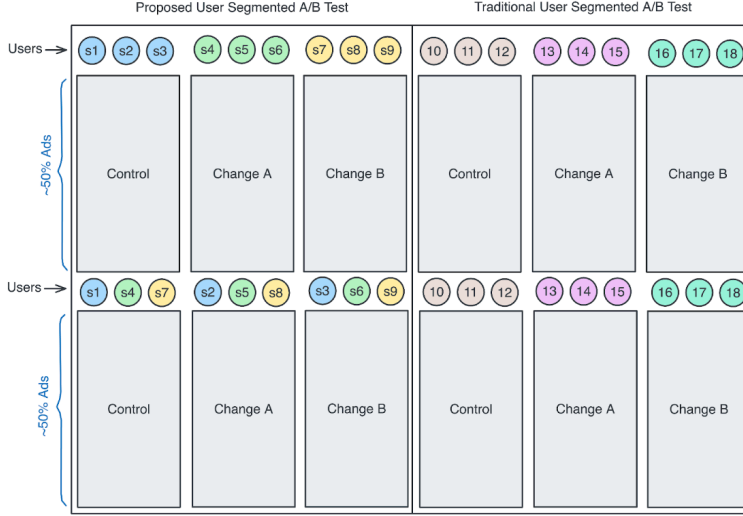 Proposed User Segmented A/B Test
Traditional User Segmented A/B Test
Users
s1 s2 s3 s4 s5 s6 s7 s8 s9 10 11 12 13 14 15 16 17 18
~50% Ads
Control Change A Change B Control Change A Change B
Users
s1 s4 s7 s2 s5 s8 s3 s6 s9 10 11 12 13 14 15 16 17 18
~50% Ads
Control Change A Change B Control Change A Change B